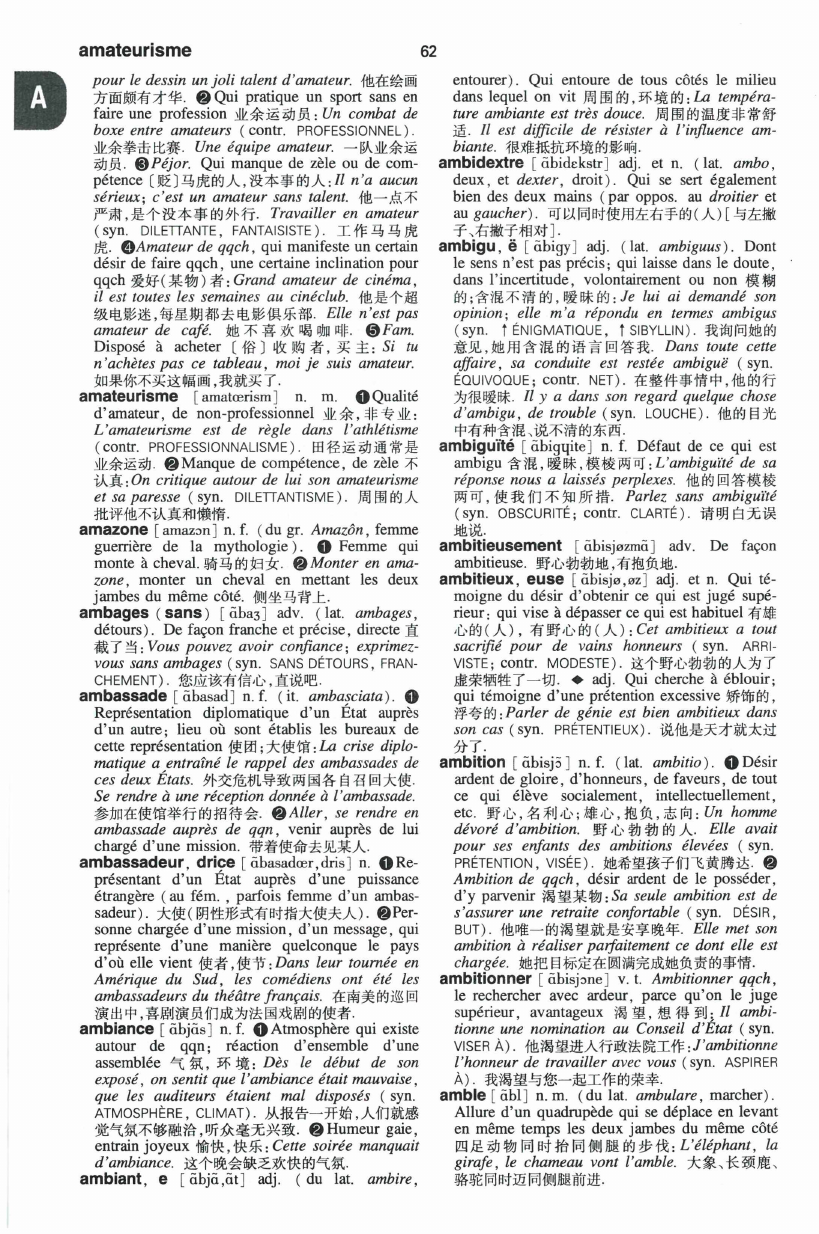 amateurisme
62
A
pour le dessin un joli talent d'amateur. 他在绘画
方面颇有才华. ❷Qui pratique un sport sans en
faire une profession 业余运动员:Un combat de
boxe entre amateurs (contr. PROFESSIONNEL).
业余拳击比赛. Une équipe amateur. 一队业余运
动员. ❸Péjor. Qui manque de zèle ou de com-
pétence〔贬〕马虎的人,没本事的人:Il n'a aucun
sérieux; c'est un amateur sans talent. 他一点不
严肃,是个没本事的外行. Travailler en amateur
(syn. DILETTANTE, FANTAISISTE). 工作马马虎
虎. ❹Amateur de qqch, qui manifeste un certain
désir de faire qqch, une certaine inclination pour
qqch 爱好(某物)者:Grand amateur de cinéma,
il est toutes les semaines au cinéclub. 他是个超
级电影迷,每星期都去电影俱乐部. Elle n'est pas
amateur de café. 她不喜欢喝咖啡. ❺Fam.
Disposé à acheter〔俗〕收购者,买主: Si tu
n'achètes pas ce tableau, moi je suis amateur.
如果你不买这幅画,我就买了.
amateurisme [amatœrism] n. m. ❶Qualité
d'amateur, de non-professionnel 业余,非专业:
L'amateurisme est de règle dans l'athlétisme
(contr. PROFESSIONNALISME). 田径运动通常是
业余运动. ❷Manque de compétence, de zèle 不
认真:On critique autour de lui son amateurisme
et sa paresse (syn. DILETTANTISME). 周围的人
批评他不认真和懒惰.
amazone [amazɔn] n. f. (du gr. Amazôn, femme
guerrière de la mythologie). ❶ Femme qui
monte à cheval. 骑马的妇女. ❷Monter en ama-
zone, monter un cheval en mettant les deux
jambes du même côté. 侧坐马背上.
ambages (sans) [ɑ̃baʒ] adv. (lat. ambages,
détours). De façon franche et précise, directe 直
截了当:Vous pouvez avoir confiance; exprimez-
vous sans ambages (syn. SANS DÉTOURS, FRAN-
CHEMENT). 您应该有信心,直说吧.
ambassade [ɑ̃basad] n. f. (it. ambasciata). ❶
Représentation diplomatique d'un État auprès
d'un autre; lieu où sont établis les bureaux de
cette représentation 使团;大使馆:La crise diplo-
matique a entraîné le rappel des ambassades de
ces deux États. 外交危机导致两国各自召回大使.
Se rendre à une réception donnée à l'ambassade.
参加在使馆举行的招待会. ❷Aller, se rendre en
ambassade auprès de qqn, venir auprès de lui
chargé d'une mission. 带着使命去见某人.
ambassadeur, drice [ɑ̃basadœr,dris] n. ❶Re-
présentant d'un État auprès d'une puissance
étrangère (au fém. , parfois femme d'un ambas-
sadeur). 大使(阴性形式有时指大使夫人). ❷Per-
sonne chargée d'une mission, d'un message, qui
représente d'une manière quelconque le pays
d'où elle vient 使者,使节:Dans leur tournée en
Amérique du Sud, les comédiens ont été les
ambassadeurs du théâtre français. 在南美的巡回
演出中,喜剧演员们成为法国戏剧的使者.
ambiance [ɑ̃bjɑ̃s] n. f. ❶Atmosphère qui existe
autour de qqn; réaction d'ensemble d'une
assemblée 气氛,环境: Dès le début de son
exposé, on sentit que l'ambiance était mauvaise,
que les auditeurs étaient mal disposés (syn.
ATMOSPHÈRE, CLIMAT). 从报告一开始,人们就感
觉气氛不够融洽,听众毫无兴致. ❷Humeur gaie,
entrain joyeux 愉快,快乐:Cette soirée manquait
d'ambiance. 这个晚会缺乏欢快的气氛.
ambiant, e [ɑ̃bjɑ̃,ɑ̃t] adj. (du lat. ambire,
entourer). Qui entoure de tous côtés le milieu
dans lequel on vit 周围的,环境的:La tempéra-
ture ambiante est très douce. 周围的温度非常舒
适. Il est difficile de résister à l'influence am-
biante. 很难抵抗环境的影响.
ambidextre [ɑ̃bidekstr] adj. et n. (lat. ambo,
deux, et dexter, droit). Qui se sert également
bien des deux mains (par oppos. au droitier et
au gaucher). 可以同时使用左右手的(人)[与左撇
子、右撇子相对].
ambigu, ë [ɑ̃bigy] adj. (lat. ambiguus). Dont
le sens n'est pas précis; qui laisse dans le doute,
dans l'incertitude, volontairement ou non 模糊
的;含混不清的,暧昧的:Je lui ai demandé son
opinion; elle m'a répondu en termes ambigus
(syn. ↑ÉNIGMATIQUE, ↑SIBYLLIN). 我询问她的
意见,她用含混的语言回答我. Dans toute cette
affaire, sa conduite est restée ambiguë (syn.
ÉQUIVOQUE; contr. NET). 在整件事情中,他的行
为很暧昧. Il y a dans son regard quelque chose
d'ambigu, de trouble (syn. LOUCHE). 他的目光
中有种含混、说不清的东西.
ambiguïté [ɑ̃bigɥite] n. f. Défaut de ce qui est
ambigu 含混,暧昧,模棱两可:L'ambiguïté de sa
réponse nous a laissés perplexes. 他的回答模棱
两可,使我们不知所措. Parlez sans ambiguïté
(syn. OBSCURITÉ; contr. CLARTÉ). 请明白无误
地说.
ambitieusement [ɑ̃bisjøzmɑ̃] adv. De façon
ambitieuse. 野心勃勃地,有抱负地.
ambitieux, euse [ɑ̃bisjø,øz] adj. et n. Qui té-
moigne du désir d'obtenir ce qui est jugé supé-
rieur; qui vise à dépasser ce qui est habituel 有雄
心的(人), 有野心的(人):Cet ambitieux a tout
sacrifié pour de vains honneurs (syn. ARRI-
VISTE; contr. MODESTE). 这个野心勃勃的人为了
虚荣牺牲了一切. ◆ adj. Qui cherche à éblouir;
qui témoigne d'une prétention excessive 矫饰的,
浮夸的:Parler de génie est bien ambitieux dans
son cas (syn. PRÉTENTIEUX). 说他是天才就太过
分了.
ambition [ɑ̃bisjɔ̃] n. f. (lat. ambitio). ❶Désir
ardent de gloire, d'honneurs, de faveurs, de tout
ce qui élève socialement, intellectuellement,
etc. 野心,名利心;雄心,抱负,志向: Un homme
dévoré d'ambition. 野心勃勃的人. Elle avait
pour ses enfants des ambitions élevées (syn.
PRÉTENTION, VISÉE). 她希望孩子们飞黄腾达. ❷
Ambition de qqch, désir ardent de le posséder,
d'y parvenir 渴望某物:Sa seule ambition est de
s'assurer une retraite confortable (syn. DÉSIR,
BUT). 他唯一的渴望就是安享晚年. Elle met son
ambition à réaliser parfaitement ce dont elle est
chargée. 她把目标定在圆满完成她负责的事情.
ambitionner [ɑ̃bisjɔne] v. t. Ambitionner qqch,
le rechercher avec ardeur, parce qu'on le juge
supérieur, avantageux 渴望,想得到: Il ambi-
tionne une nomination au Conseil d'État (syn.
VISER À). 他渴望进入行政法院工作:J'ambitionne
l'honneur de travailler avec vous (syn. ASPIRER
À). 我渴望与您一起工作的荣幸.
amble [ɑ̃bl] n. m. (du lat. ambulare, marcher).
Allure d'un quadrupède qui se déplace en levant
en même temps les deux jambes du même côté
四足动物同时抬同侧腿的步伐: L'éléphant, la
girafe, le chameau vont l'amble. 大象、长颈鹿、
骆驼同时迈同侧腿前进.